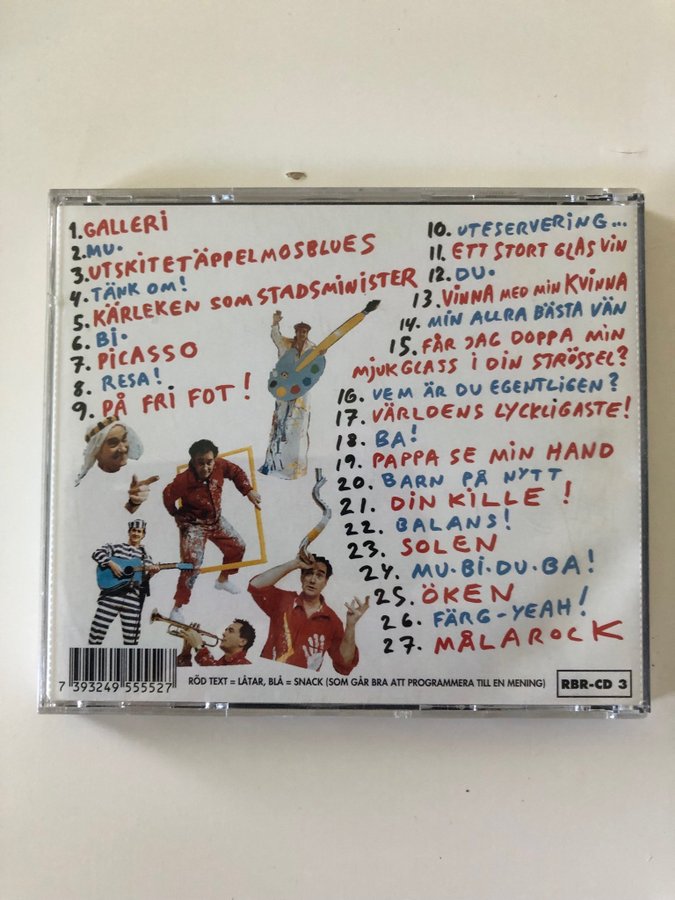 1. GALLERI
2. MU.
3. UTSKITETÄPPELMOSBLUES
4. TÄNK OM!
5. KÄRLEKEN SOM STADSMINISTER
6. BI.
7. PICASSO
8. RESA!
9. PÅ FRI FOT!
10. UTESERVERING...
11. ETT STORT GLAS VIN
12. DU.
13. VINNA MED MIN KVINNA
14. MIN ALLRA BÄSTA VÄN
15. FÅR JAG DOPPA MIN
MJUKGLASS I DIN STRÖSSEL?
16. VEM ÄR DU EGENTLIGEN?
17. VÄRLDENS LYCKLIGASTE!
18. BA!
19. PAPPA SE MIN HAND
20. BARN PÅ NYTT
21. DIN KILLE!
22. BALANS!
23. SOLEN
24. MU·BI·DU·BA!
25. ÖKEN
26. FÄRG-YEAH!
27. MÅLAROCK
7 393249 555527
RÖD TEXT = LÅTAR, BLÅ = SNACK (SOM GÅR BRA ATT PROGRAMMERA TILL EN MENING)
RBR-CD 3